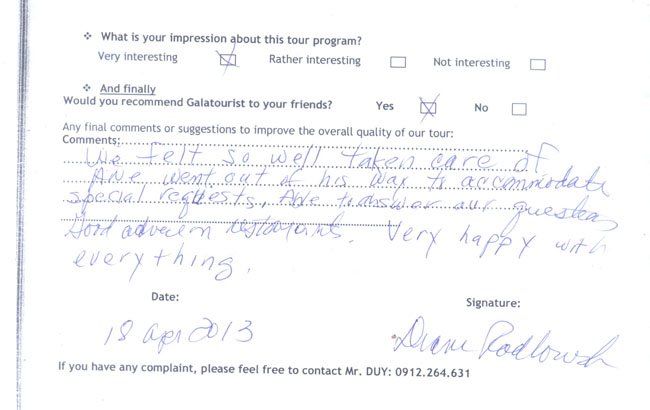 ❖ What is your impression about this tour program?
Very interesting Rather interesting Not interesting
❖ And finally
Would you recommend Galatourist to your friends? Yes No
Any final comments or suggestions to improve the overall quality of our tour:
Comments:
We felt so well taken care of
went out of his way to accommodate
special requests, Able to answer our
Good advice on restaurants. Very happy with
everything.
Date: Signature:
18 apr 2013 Diane
If you have any complaint, please feel free to contact Mr. DUY: 0912.264.631